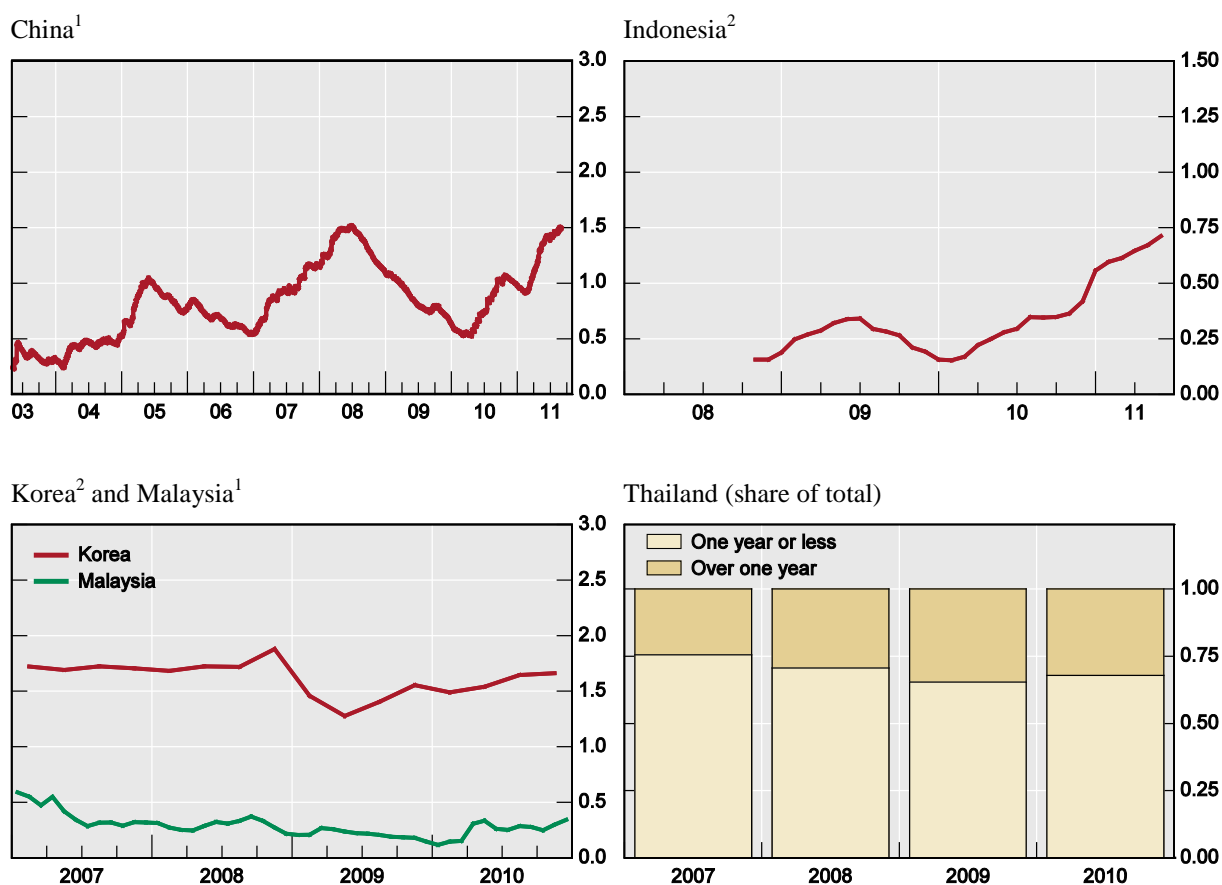 China¹ Indonesia²
3.0 1.50
2.5 1.25
2.0 1.00
1.5 0.75
1.0 0.50
0.5 0.25
0.0 0.00
03 04 05 06 07 08 09 10 11 08 09 10 11
Korea² and Malaysia¹ Thailand (share of total)
3.0
Korea One year or less
Malaysia Over one year
2.5 1.00
2.0
0.75
1.5
0.50
1.0
0.5 0.25
0.0 0.00
2007 2008 2009 2010 2007 2008 2009 2010